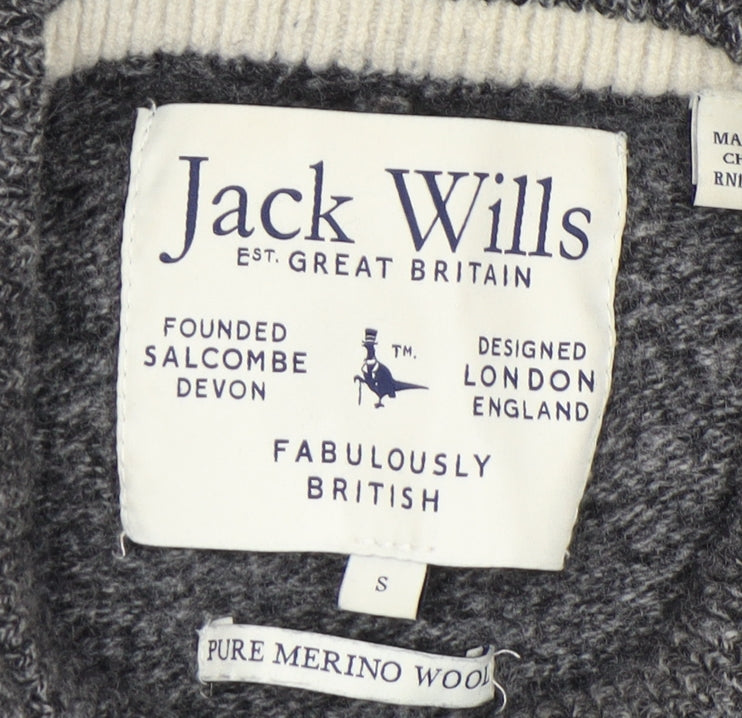 Jack Wills
EST. GREAT BRITAIN
FOUNDED
SALCOMBE
DEVON
TM.
DESIGNED
LONDON
ENGLAND
FABULOUSLY
BRITISH
S
PURE MERINO WOOL